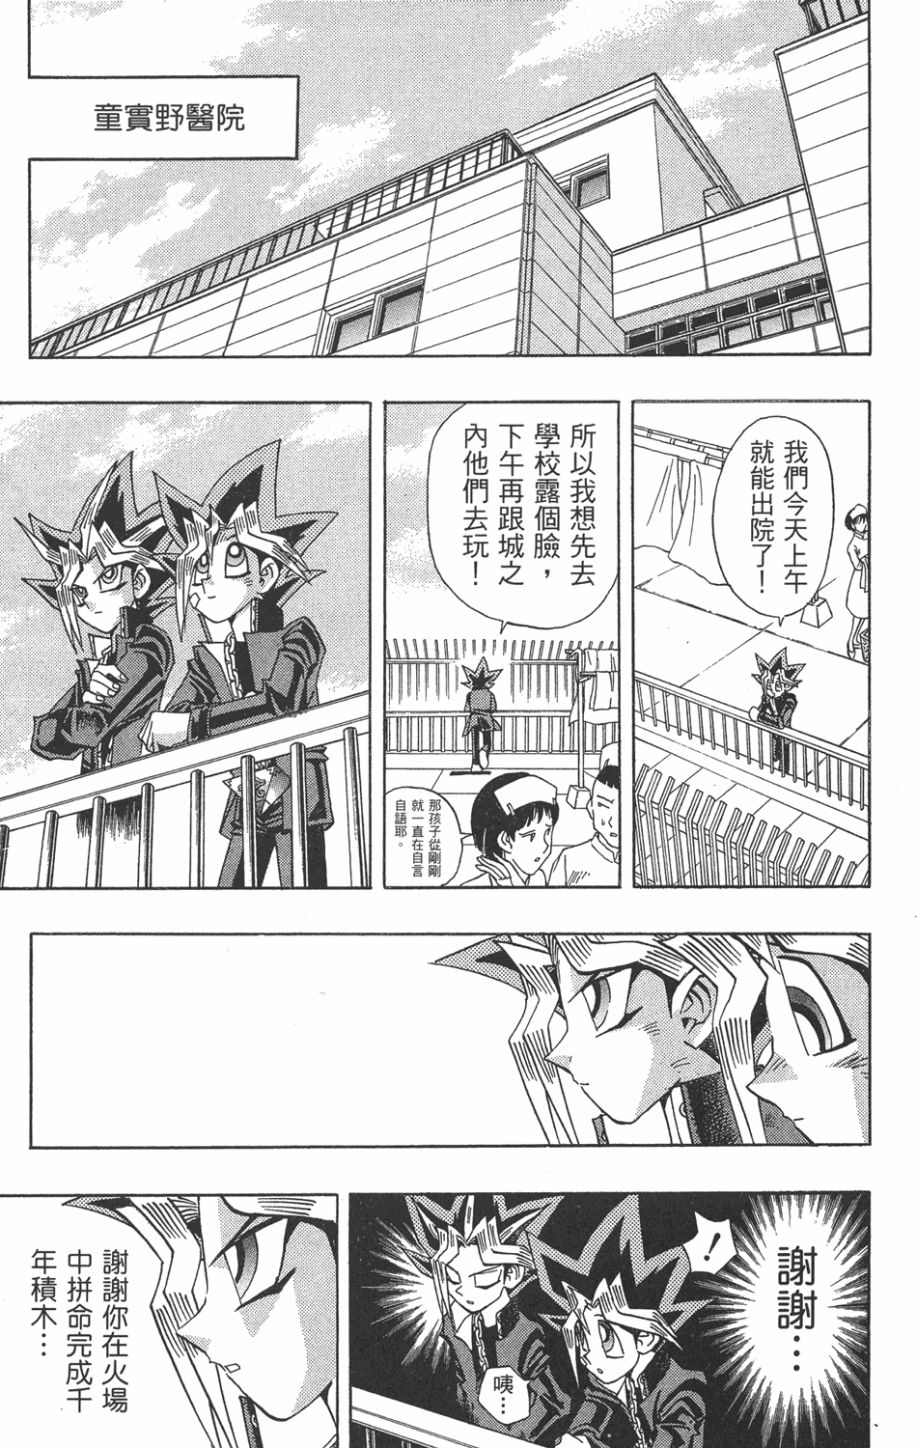 童實野醫院
我們今天上午
就能出院了！
所以我想先去
學校露個臉，
下午再跟城之
內他們去玩！
那孩子從剛剛
就一直在自言
自語耶。
謝謝…
！
咦…
謝謝你在火場
中拼命完成千
年積木…